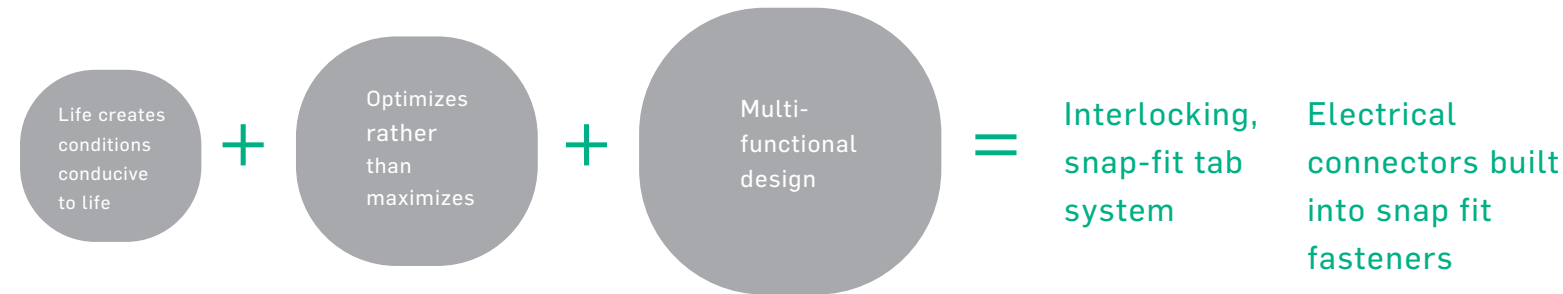 Life creates
conditions
conducive
to life
+
Optimizes
rather
than
maximizes
+
Multi-
functional
design
=
Interlocking,
snap-fit tab
system
Electrical
connectors built
into snap fit
fasteners